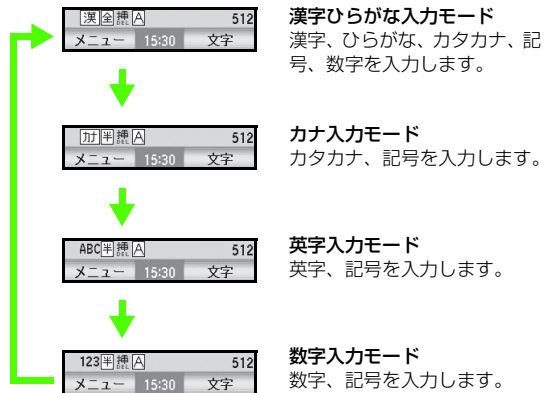 漢全挿A 512
DEL
メニュー 15:30 文字
漢字ひらがな入力モード
漢字、ひらがな、カタカナ、記
号、数字を入力します。
カナ半挿A 512
DEL
メニュー 15:30 文字
カナ入力モード
カタカナ、記号を入力します。
ABC半挿A 512
DEL
メニュー 15:30 文字
英字入力モード
英字、記号を入力します。
123半挿A 512
DEL
メニュー 15:30 文字
数字入力モード
数字、記号を入力します。